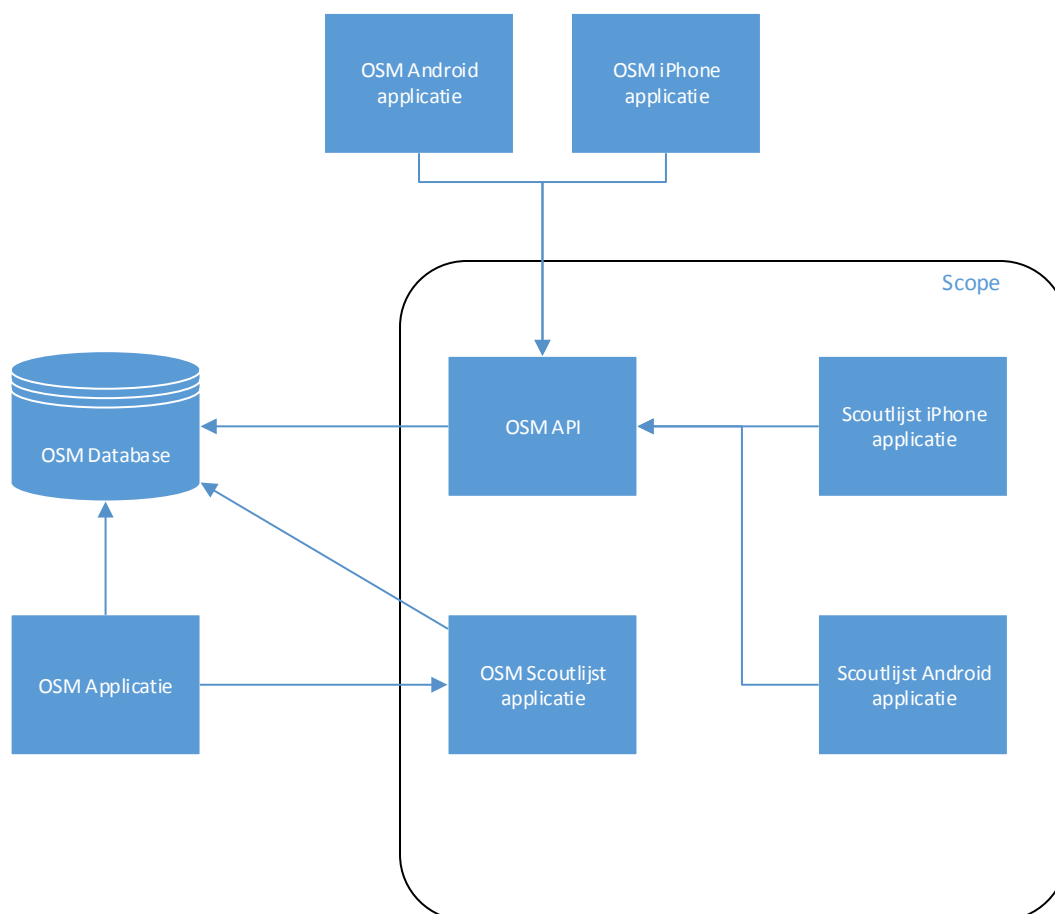 OSM Android
applicatie
OSM iPhone
applicatie
Scope
OSM Database
OSM API
Scoutlijst iPhone
applicatie
OSM Applicatie
OSM Scoutlijst
applicatie
Scoutlijst Android
applicatie